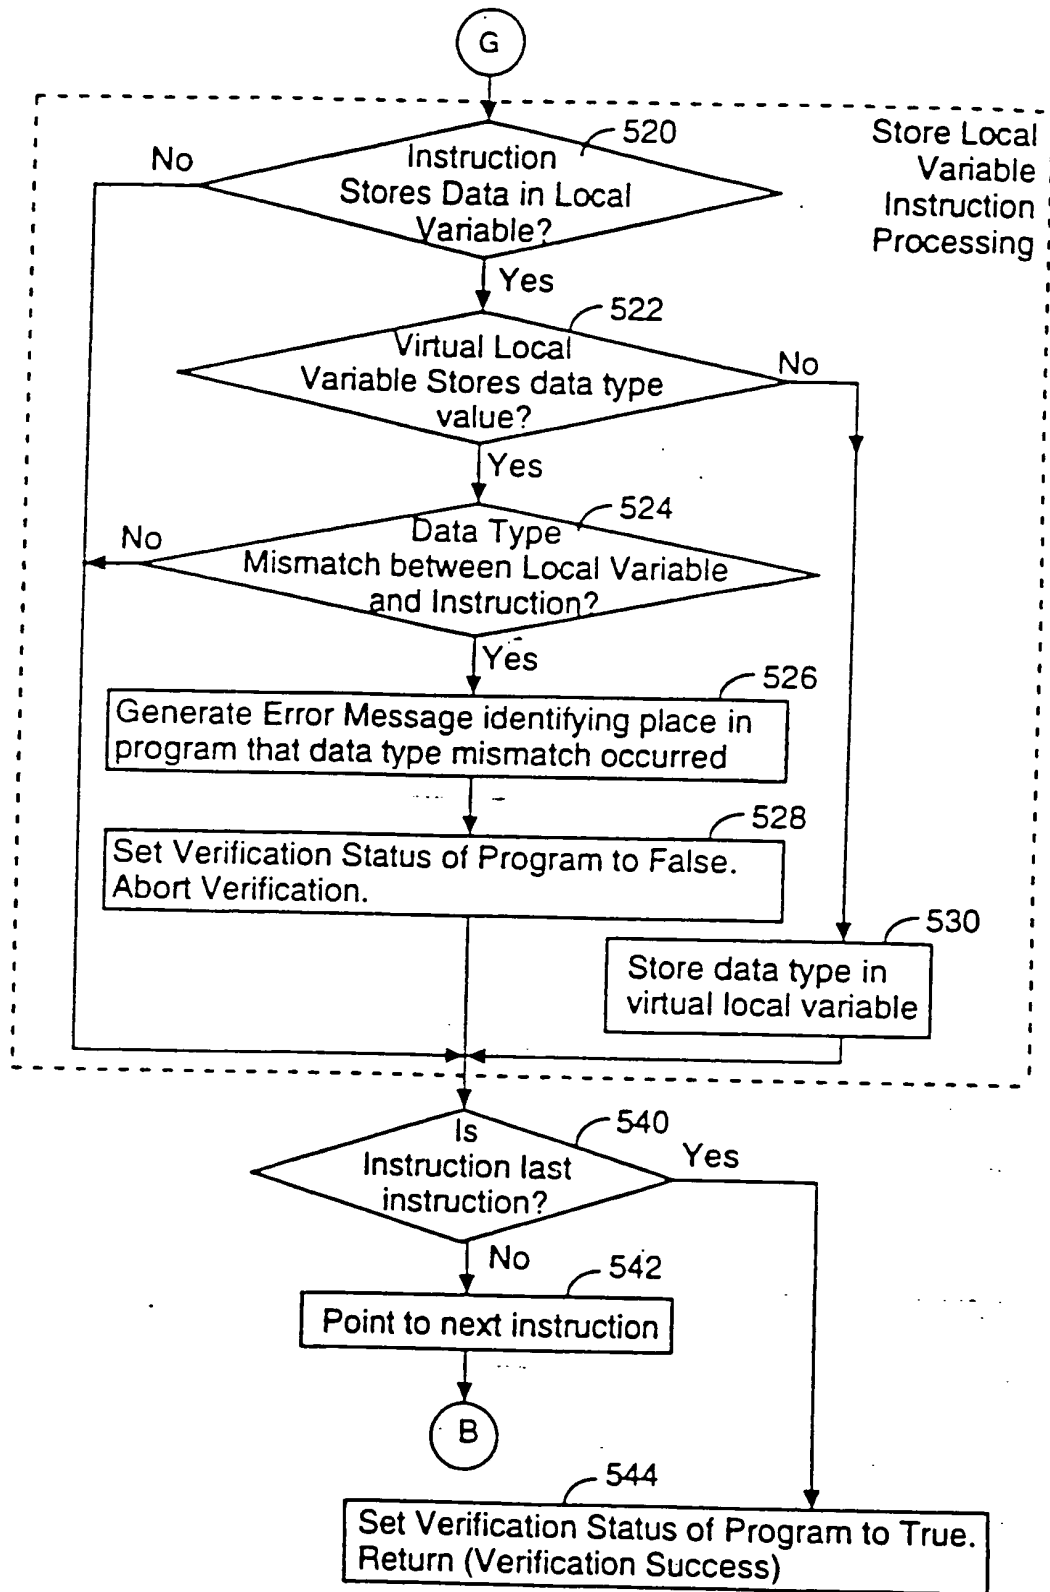 G
520
Store Local
Variable
Instruction
Processing
No
Instruction
Stores Data in Local
Variable?
Yes
522
Virtual Local
Variable Stores data type
value?
No
Yes
524
No
Data Type
Mismatch between Local Variable
and Instruction?
Yes
526
Generate Error Message identifying place in
program that data type mismatch occurred
528
Set Verification Status of Program to False.
Abort Verification.
530
Store data type in
virtual local variable
540
Is
Instruction last
instruction?
Yes
No
542
Point to next instruction
B
544
Set Verification Status of Program to True.
Return (Verification Success)